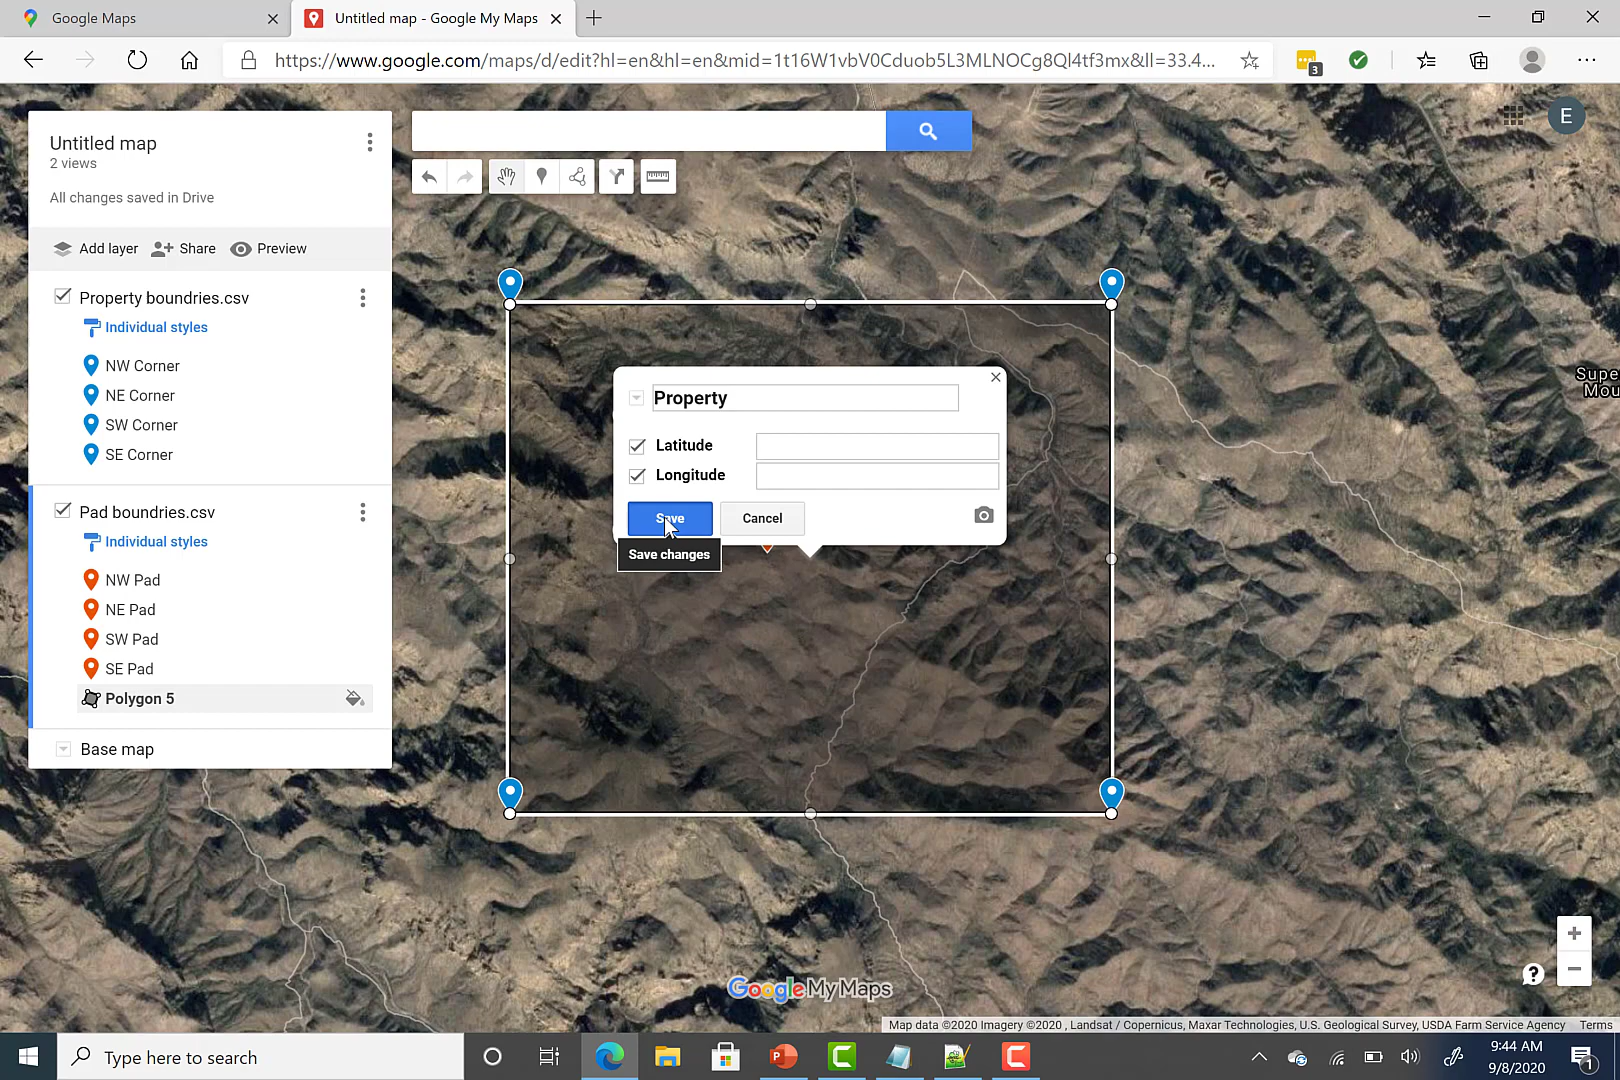 Google Maps
Untitled map - Google My Maps
https://www.google.com/maps/d/edit?hl=en&hl=en&mid=1t16W1vbV0Cduob5L3MLNOCg8Ql4tf3mx&ll=33.4...
3
Untitled map
2 views
All changes saved in Drive
Add layer
Share
Preview
E
Property boundries.csv
Individual styles
NW Corner
NE Corner
SW Corner
SE Corner
Pad boundries.csv
Individual styles
NW Pad
NE Pad
SW Pad
SE Pad
Polygon 5
Base map
Property
Latitude
Longitude
Save
Cancel
Save changes
Supe
Mou
Google My Maps
Map data ©2020 Imagery ©2020 , Landsat / Copernicus, Maxar Technologies, U.S. Geological Survey, USDA Farm Service Agency Terms
Type here to search
9:44 AM
9/8/2020
1